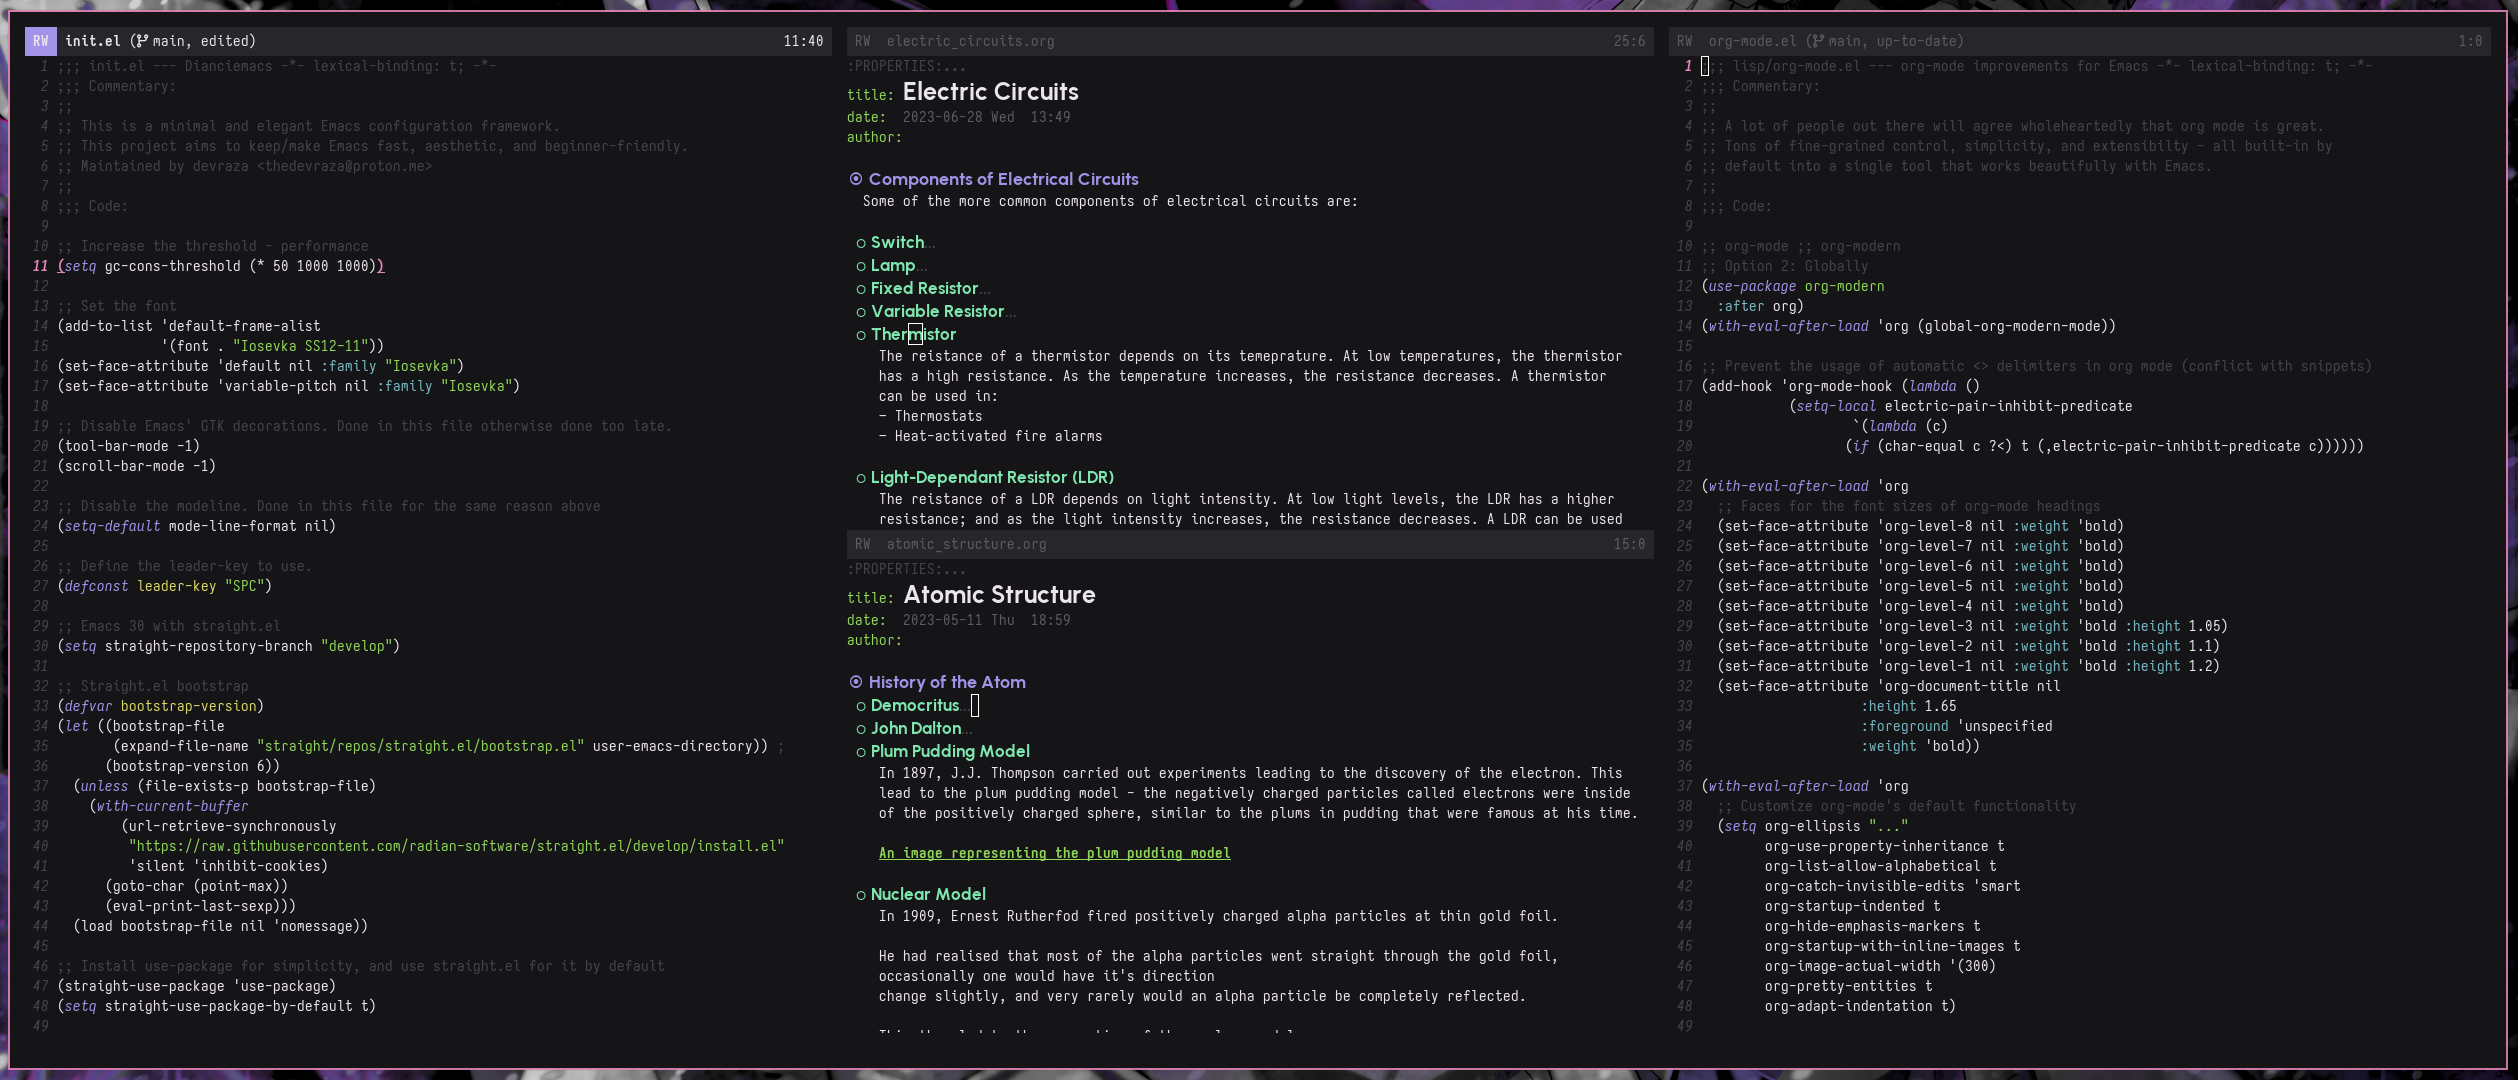 RW init.el (main, edited) 11:40
1 ;;; init.el --- Dianciemacs -*- lexical-binding: t; -*-
2 ;;; Commentary:
3 ;;
4 ;; This is a minimal and elegant Emacs configuration framework.
5 ;; This project aims to keep/make Emacs fast, aesthetic, and beginner-friendly.
6 ;; Maintained by devraza <thedevraza@proton.me>
7 ;;
8 ;;; Code:
9
10 ;; Increase the threshold - performance
11 (setq gc-cons-threshold (* 50 1000 1000))
12
13 ;; Set the font
14 (add-to-list 'default-frame-alist
15 '(font . "Iosevka SS12-11"))
16 (set-face-attribute 'default nil :family "Iosevka")
17 (set-face-attribute 'variable-pitch nil :family "Iosevka")
18
19 ;; Disable Emacs' GTK decorations. Done in this file otherwise done too late.
20 (tool-bar-mode -1)
21 (scroll-bar-mode -1)
22
23 ;; Disable the modeline. Done in this file for the same reason above
24 (setq-default mode-line-format nil)
25
26 ;; Define the leader-key to use.
27 (defconst leader-key "SPC")
28
29 ;; Emacs 30 with straight.el
30 (setq straight-repository-branch "develop")
31
32 ;; Straight.el bootstrap
33 (defvar bootstrap-version)
34 (let ((bootstrap-file
35 (expand-file-name "straight/repos/straight.el/bootstrap.el" user-emacs-directory)) ;
36 (bootstrap-version 6))
37 (unless (file-exists-p bootstrap-file)
38 (with-current-buffer
39 (url-retrieve-synchronously
40 "https://raw.githubusercontent.com/radian-software/straight.el/develop/install.el"
41 'silent 'inhibit-cookies)
42 (goto-char (point-max))
43 (eval-print-last-sexp)))
44 (load bootstrap-file nil 'nomessage))
45
46 ;; Install use-package for simplicity, and use straight.el for it by default
47 (straight-use-package 'use-package)
48 (setq straight-use-package-by-default t)
49
RW electric_circuits.org 25:6
:PROPERTIES:...
title: Electric Circuits
date: 2023-06-28 Wed 13:49
author:
Components of Electrical Circuits
Some of the more common components of electrical circuits are:
Switch...
Lamp...
Fixed Resistor...
Variable Resistor...
Thermistor
The reistance of a thermistor depends on its temeprature. At low temperatures, the thermistor
has a high resistance. As the temperature increases, the resistance decreases. A thermistor
can be used in:
- Thermostats
- Heat-activated fire alarms
Light-Dependant Resistor (LDR)
The reistance of a LDR depends on light intensity. At low light levels, the LDR has a higher
resistance; and as the light intensity increases, the resistance decreases. A LDR can be used
RW atomic_structure.org 15:0
:PROPERTIES:...
title: Atomic Structure
date: 2023-05-11 Thu 18:59
author:
History of the Atom
Democritus...
John Dalton...
Plum Pudding Model
In 1897, J.J. Thompson carried out experiments leading to the discovery of the electron. This
lead to the plum pudding model - the negatively charged particles called electrons were inside
of the positively charged sphere, similar to the plums in pudding that were famous at his time.
An image representing the plum pudding model
Nuclear Model
In 1909, Ernest Rutherfod fired positively charged alpha particles at thin gold foil.
He had realised that most of the alpha particles went straight through the gold foil,
occasionally one would have it's direction
change slightly, and very rarely would an alpha particle be completely reflected.
RW org-mode.el (main, up-to-date) 1:0
1 ;;; lisp/org-mode.el --- org-mode improvements for Emacs -*- lexical-binding: t; -*-
2 ;;; Commentary:
3 ;;
4 ;; A lot of people out there will agree wholeheartedly that org mode is great.
5 ;; Tons of fine-grained control, simplicity, and extensibilty - all built-in by
6 ;; default into a single tool that works beautifully with Emacs.
7 ;;
8 ;;; Code:
9
10 ;; org-mode ;; org-modern
11 ;; Option 2: Globally
12 (use-package org-modern
13 :after org)
14 (with-eval-after-load 'org (global-org-modern-mode))
15
16 ;; Prevent the usage of automatic <> delimiters in org mode (conflict with snippets)
17 (add-hook 'org-mode-hook (lambda ()
18 (setq-local electric-pair-inhibit-predicate
19 `(lambda (c)
20 (if (char-equal c ?<) t (,electric-pair-inhibit-predicate c))))))
21
22 (with-eval-after-load 'org
23 ;; Faces for the font sizes of org-mode headings
24 (set-face-attribute 'org-level-8 nil :weight 'bold)
25 (set-face-attribute 'org-level-7 nil :weight 'bold)
26 (set-face-attribute 'org-level-6 nil :weight 'bold)
27 (set-face-attribute 'org-level-5 nil :weight 'bold)
28 (set-face-attribute 'org-level-4 nil :weight 'bold)
29 (set-face-attribute 'org-level-3 nil :weight 'bold :height 1.05)
30 (set-face-attribute 'org-level-2 nil :weight 'bold :height 1.1)
31 (set-face-attribute 'org-level-1 nil :weight 'bold :height 1.2)
32 (set-face-attribute 'org-document-title nil
33 :height 1.65
34 :foreground 'unspecified
35 :weight 'bold))
36
37 (with-eval-after-load 'org
38 ;; Customize org-mode's default functionality
39 (setq org-ellipsis "..."
40 org-use-property-inheritance t
41 org-list-allow-alphabetical t
42 org-catch-invisible-edits 'smart
43 org-startup-indented t
44 org-hide-emphasis-markers t
45 org-startup-with-inline-images t
46 org-image-actual-width '(300)
47 org-pretty-entities t
48 org-adapt-indentation t)
49